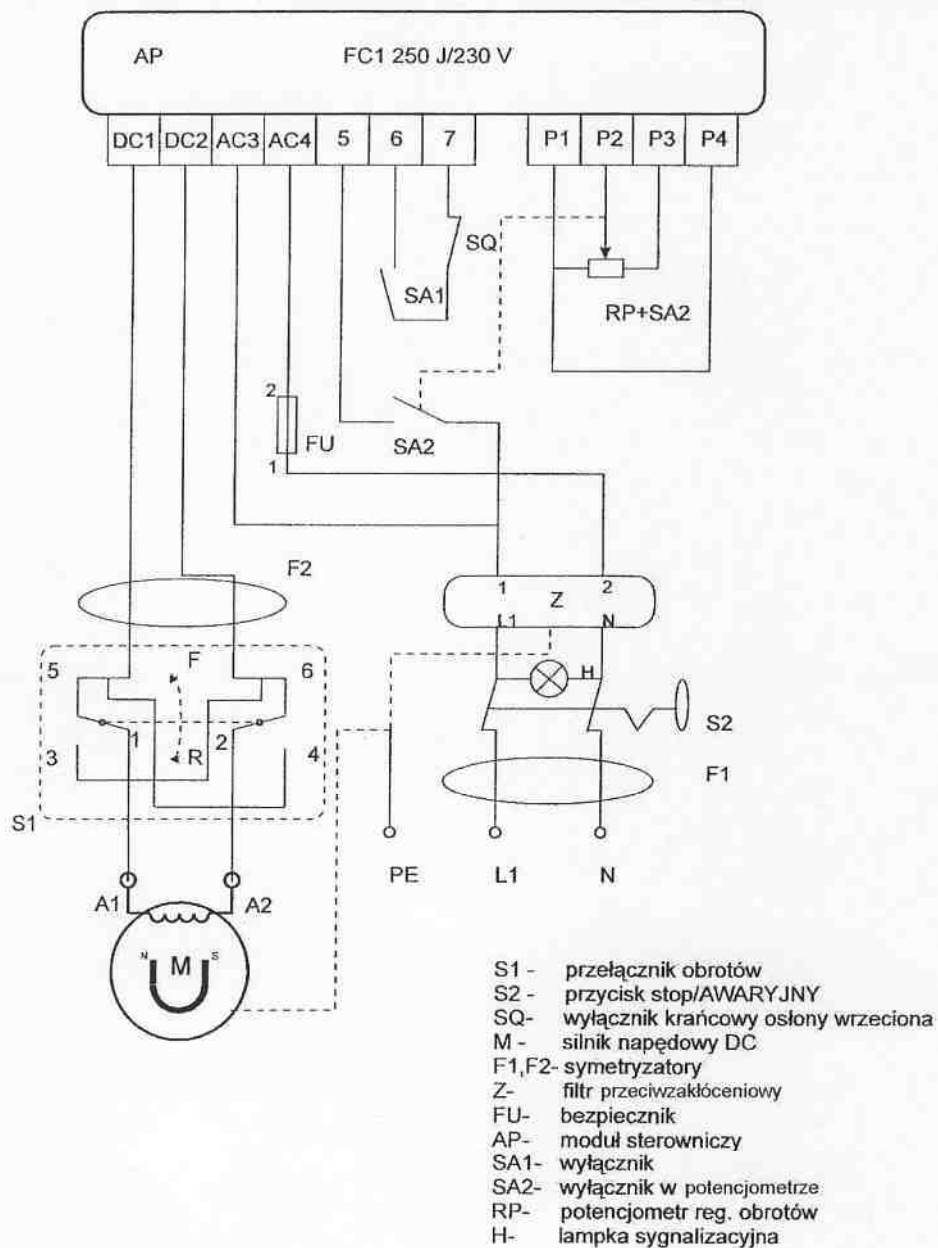 AP FC1 250 J/230 V
DC1 DC2 AC3 AC4 5 6 7 P1 P2 P3 P4
SQ
SA1
RP+SA2
2
FU
SA2
1
F2
1 2
Z
L1 N
5 F 6
H
S2
1 2
3 R 4
F1
S1
PE L1 N
A1 A2
N S
M
S1 - przełącznik obrotów
S2 - przycisk stop/AWARYJNY
SQ- wyłącznik krańcowy osłony wrzeciona
M - silnik napędowy DC
F1,F2- symetryzatory
Z- filtr przeciwzakłóceniowy
FU- bezpiecznik
AP- moduł sterowniczy
SA1- wyłącznik
SA2- wyłącznik w potencjometrze
RP- potencjometr reg. obrotów
H- lampka sygnalizacyjna